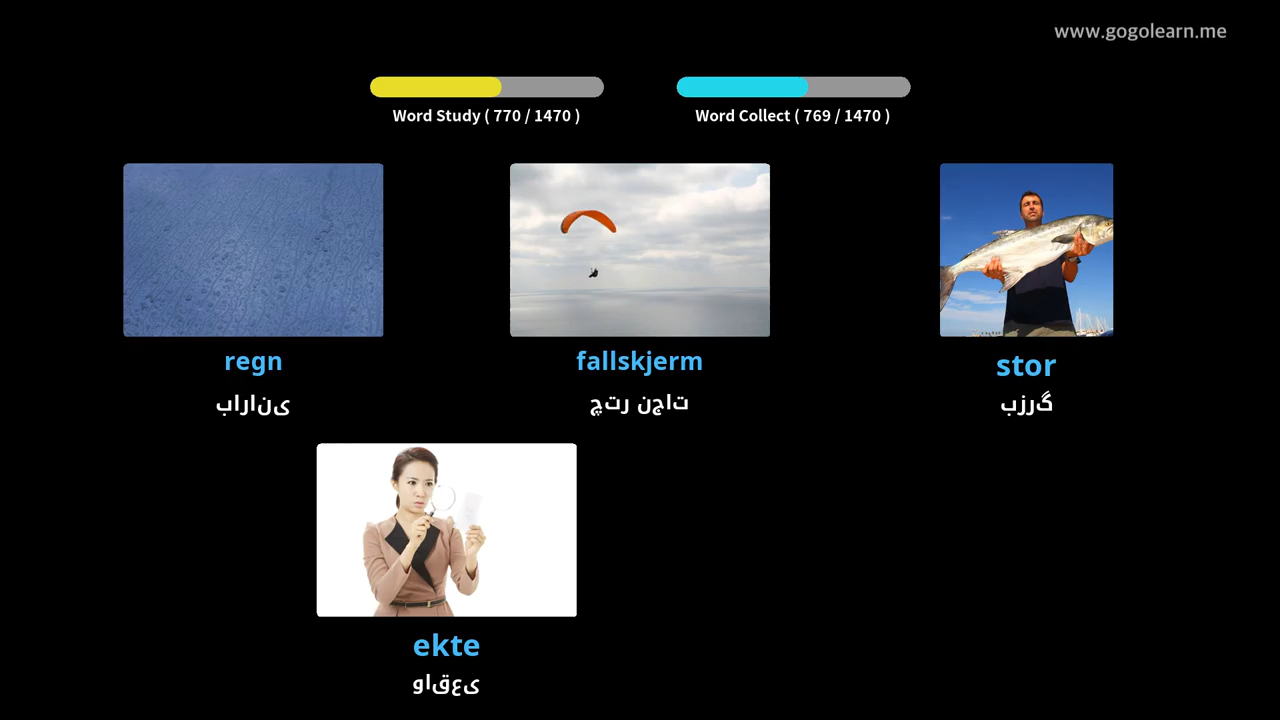 www.gogolearn.me
Word Study ( 770 / 1470 )
Word Collect ( 769 / 1470 )
regn
بارانی
fallskjerm
چتر نجات
stor
بزرگ
ekte
واقعی